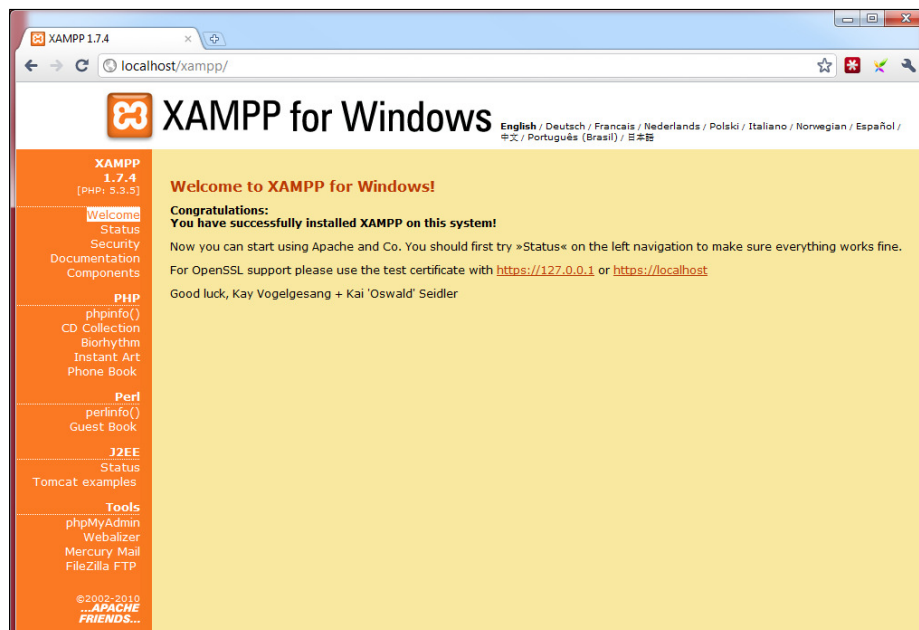 XAMPP 1.7.4
localhost/xampp/
XAMPP for Windows
English / Deutsch / Francais / Nederlands / Polski / Italiano / Norwegian / Español /
中文 / Português (Brasil) / 日本語
XAMPP
1.7.4
[PHP: 5.3.5]
Welcome
Status
Security
Documentation
Components
PHP
phpinfo()
CD Collection
Biorhythm
Instant Art
Phone Book
Perl
perlinfo()
Guest Book
J2EE
Status
Tomcat examples
Tools
phpMyAdmin
Webalizer
Mercury Mail
FileZilla FTP
©2002-2010
...APACHE
FRIENDS...
Welcome to XAMPP for Windows!
Congratulations:
You have successfully installed XAMPP on this system!
Now you can start using Apache and Co. You should first try »Status« on the left navigation to make sure everything works fine.
For OpenSSL support please use the test certificate with https://127.0.0.1 or https://localhost
Good luck, Kay Vogelgesang + Kai 'Oswald' Seidler